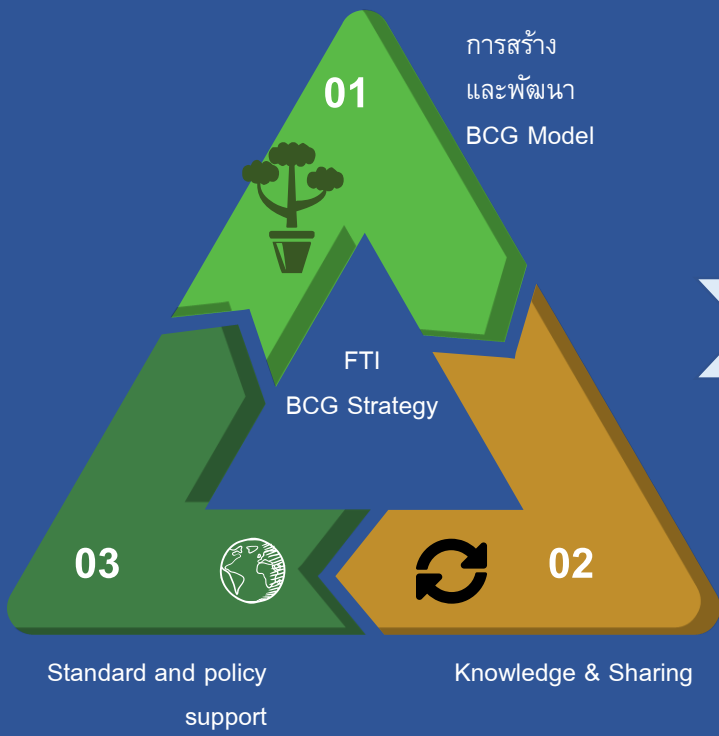 01
การสร้าง
และพัฒนา
BCG Model
FTI
BCG Strategy
03
02
Standard and policy
support
Knowledge & Sharing